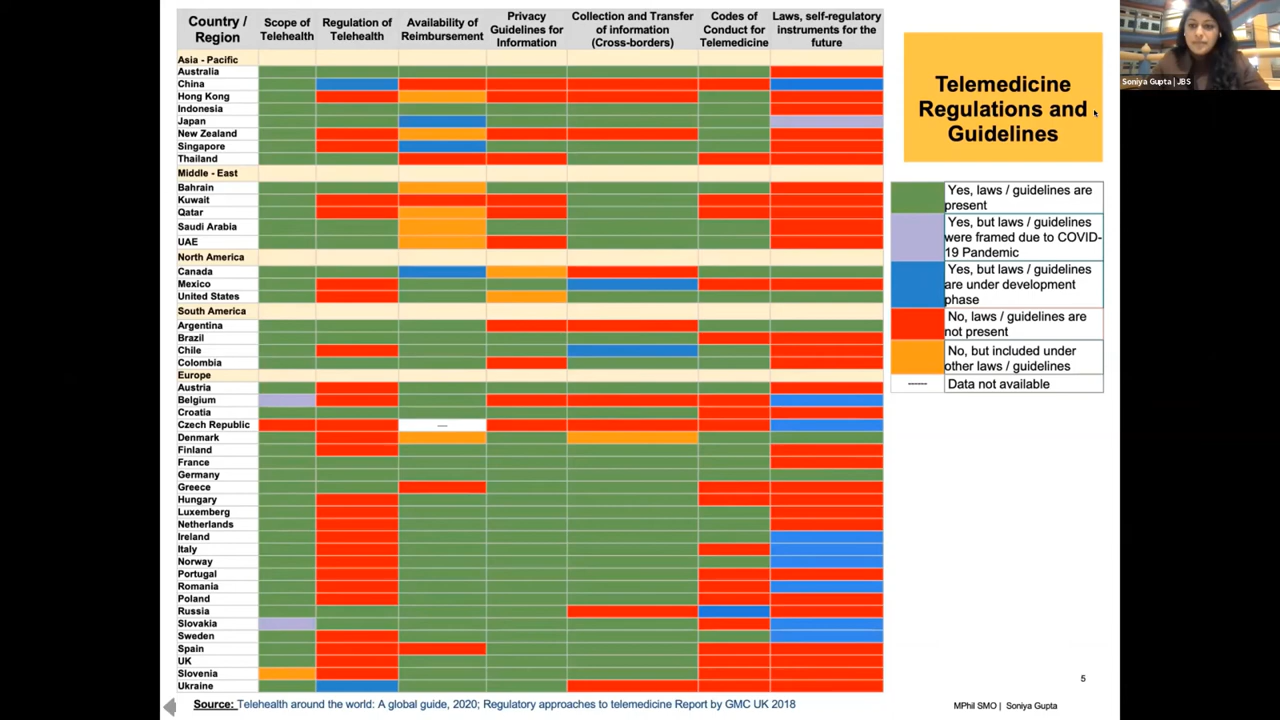 Country /
Region
Scope of
Telehealth
Regulation of
Telehealth
Availability of
Reimbursement
Privacy
Guidelines for
Information
Collection and Transfer
of information
(Cross-borders)
Codes of
Conduct for
Telemedicine
Laws, self-regulatory
instruments for the
future
Asia - Pacific
Australia
China
Hong Kong
Indonesia
Japan
New Zealand
Singapore
Thailand
Middle - East
Bahrain
Kuwait
Qatar
Saudi Arabia
UAE
North America
Canada
Mexico
United States
South America
Argentina
Brazil
Chile
Colombia
Europe
Austria
Belgium
Croatia
Czech Republic
Denmark
Finland
France
Germany
Greece
Hungary
Luxemberg
Netherlands
Ireland
Italy
Norway
Portugal
Romania
Poland
Russia
Slovakia
Sweden
Spain
UK
Slovenia
Ukraine
Source: Telehealth around the world: A global guide, 2020; Regulatory approaches to telemedicine Report by GMC UK 2018
Soniya Gupta | JBS
Telemedicine
Regulations and
Guidelines
Yes, laws / guidelines are
present
Yes, but laws / guidelines
were framed due to COVID-
19 Pandemic
Yes, but laws / guidelines
are under development
phase
No, laws / guidelines are
not present
No, but included under
other laws / guidelines
------ Data not available
5
MPhil SMO | Soniya Gupta